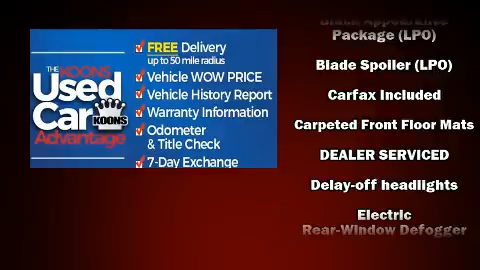 THE KOONS
Used
Car
KOONS
Advantage
FREE Delivery
up to 50 mile radius
Vehicle WOW PRICE
Vehicle History Report
Warranty Information
Odometer
& Title Check
7-Day Exchange
Black Appearance
Package (LPO)
Blade Spoiler (LPO)
Carfax Included
Carpeted Front Floor Mats
DEALER SERVICED
Delay-off headlights
Electric
Rear-Window Defogger